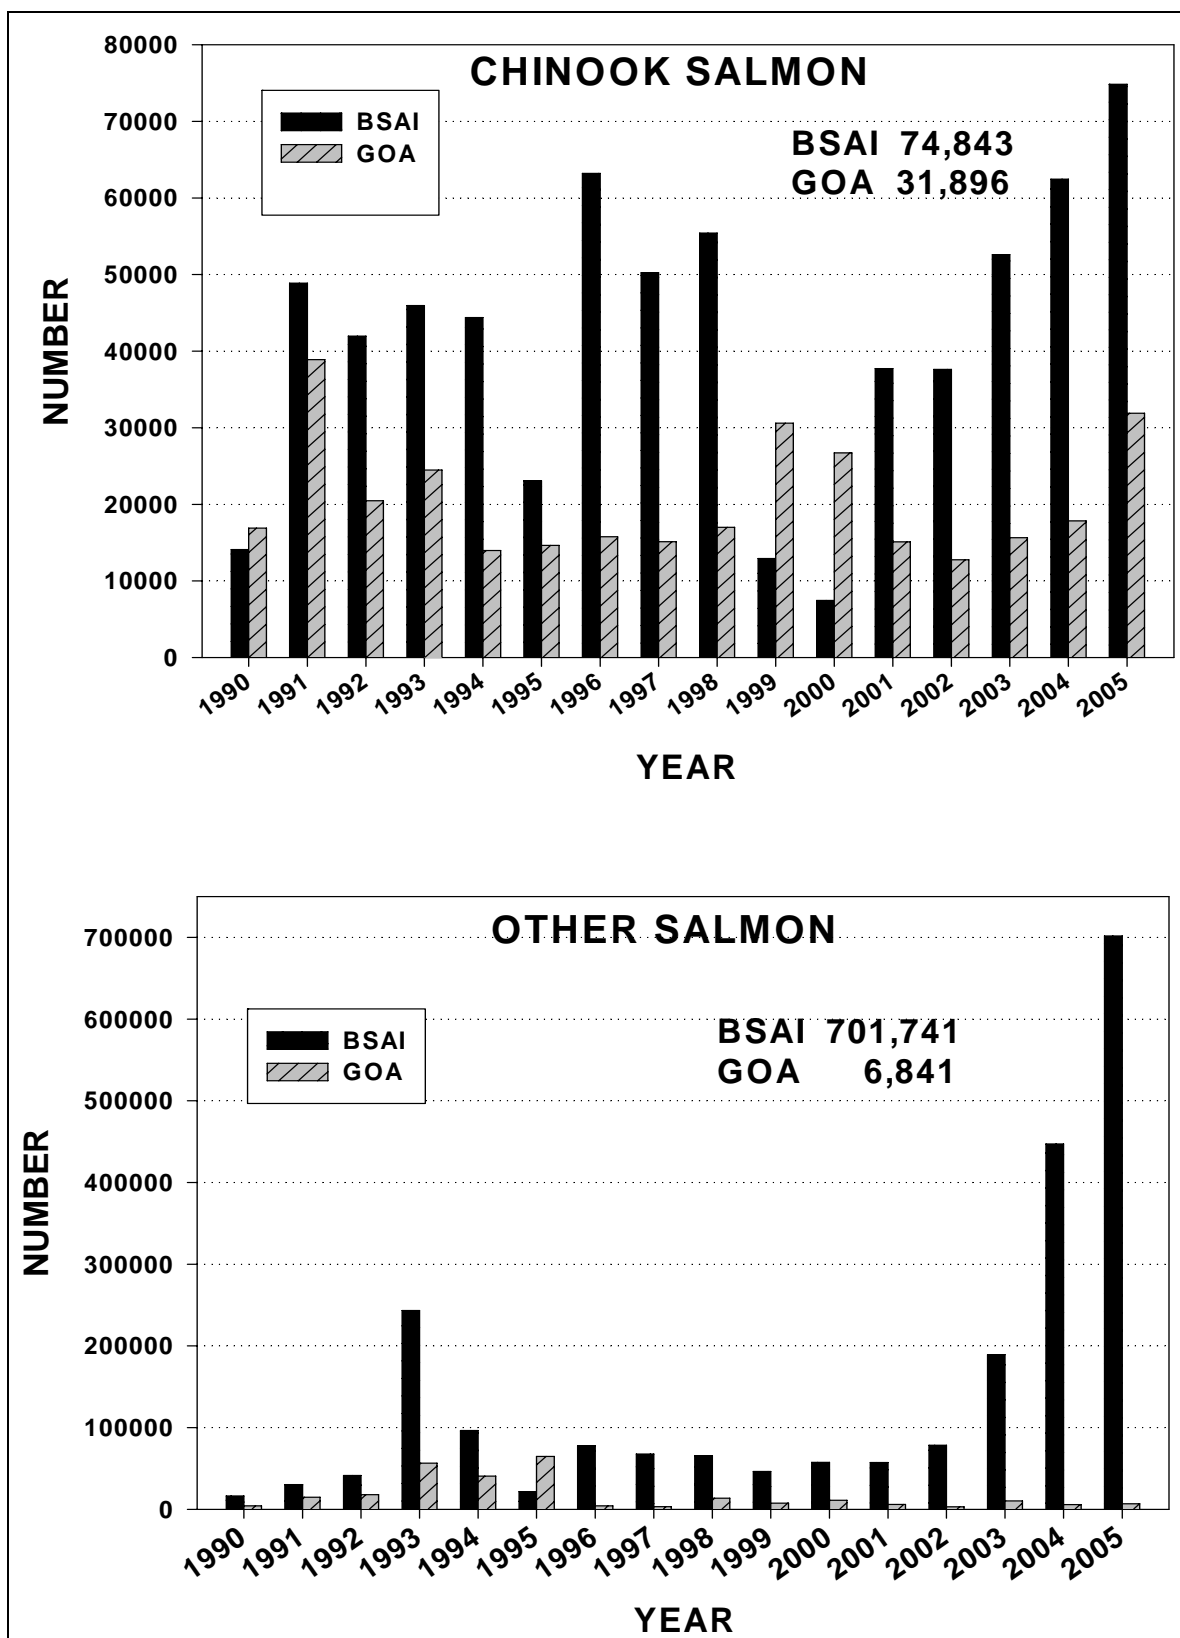 CHINOOK SALMON
80000
70000
60000
50000
40000
30000
20000
10000
0
NUMBER
BSAI
GOA
BSAI 74,843
GOA 31,896
1990 1991 1992 1993 1994 1995 1996 1997 1998 1999 2000 2001 2002 2003 2004 2005
YEAR
OTHER SALMON
700000
600000
500000
400000
300000
200000
100000
0
NUMBER
BSAI
GOA
BSAI 701,741
GOA 6,841
1990 1991 1992 1993 1994 1995 1996 1997 1998 1999 2000 2001 2002 2003 2004 2005
YEAR